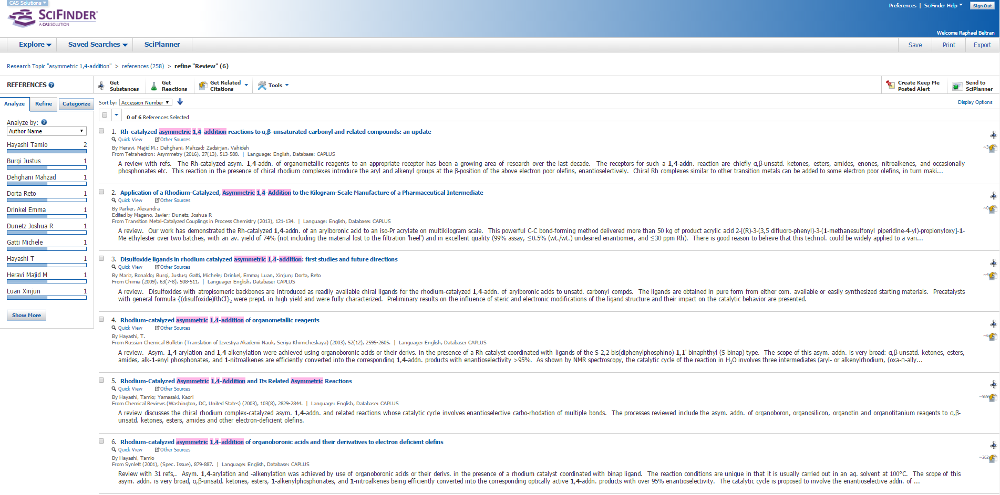 CAS Solutions
Preferences | SciFinder Help
Sign Out
SCIFINDER®
A CAS SOLUTION
Welcome Raphael Beltran
Explore
Saved Searches
SciPlanner
Save
Print
Export
Research Topic "asymmetric 1,4-addition" > references (258) > refine "Review" (6)
REFERENCES
Get Substances
Get Reactions
Get Related Citations
Tools
Create Keep Me Posted Alert
Send to SciPlanner
Analyze
Refine
Categorize
Sort by: Accession Number
Display Options
0 of 6 References Selected
Analyze by:
Author Name
Hayashi Tamio 2
Burgi Justus 1
Dehghani Mahzad 1
Dorta Reto 1
Drinkel Emma 1
Dunetz Joshua R 1
Gatti Michele 1
Hayashi T 1
Heravi Majid M 1
Luan Xinjun 1
Show More
1. Rh-catalyzed asymmetric 1,4-addition reactions to α,β-unsaturated carbonyl and related compounds: an update
Quick View Other Sources
~3
By Heravi, Majid M.; Dehghani, Mahzad; Zadsirjan, Vahideh
From Tetrahedron: Asymmetry (2016), 27(13), 513-588. | Language: English, Database: CAPLUS
A review with refs. The Rh-catalyzed asym. 1,4-addn. of organometallic reagents to an appropriate receptor has been a growing area of research over the last decade. The receptors for such a 1,4-addn. reaction are chiefly α,β-unsatd. ketones, esters, amides, enones, nitroalkenes, and occasionally
phosphonates etc. This reaction in the presence of chiral rhodium complexes introduce the aryl and alkenyl groups at the β-position of the above electron poor olefins, enantioselectively. Chiral Rh complexes similar to other transition metals can be added to some electron poor olefins, in turn maki...
2. Application of a Rhodium-Catalyzed, Asymmetric 1,4-Addition to the Kilogram-Scale Manufacture of a Pharmaceutical Intermediate
Quick View Other Sources
~0
By Parker, Alexandra
Edited by Magano, Javier; Dunetz, Joshua R
From Transition Metal-Catalyzed Couplings in Process Chemistry (2013), 121-134. | Language: English, Database: CAPLUS
A review. Our work has demonstrated the Rh-catalyzed 1,4-addn. of an arylboronic acid to an iso-Pr acrylate on multikilogram scale. This powerful C-C bond-forming method delivered more than 50 kg of product acrylic acid 2-[(R)-3-(3,5 difluoro-phenyl)-3-(1-methanesulfonyl piperidine-4-yl)-propionyloxy]-1-
Me ethylester over two batches, with an av. yield of 74% (not including the material lost to the filtration 'heel') and in excellent quality (99% assay, ≤0.5% (wt./wt.) undesired enantiomer, and ≤30 ppm Rh). There is good reason to believe that this technol. could be widely applied to a vari...
3. Disulfoxide ligands in rhodium catalyzed asymmetric 1,4-addition: first studies and future directions
Quick View Other Sources
~4
By Mariz, Ronaldo; Burgi, Justus; Gatti, Michele; Drinkel, Emma; Luan, Xinjun; Dorta, Reto
From Chimia (2009), 63(7-8), 508-511. | Language: English, Database: CAPLUS
A review. Disulfoxides with atropisomeric backbones are introduced as readily available chiral ligands for the rhodium-catalyzed 1,4-addn. of arylboronic acids to unsatd. carbonyl compds. The ligands are obtained in pure form from either com. available or easily synthesized starting materials. Precatalysts
with general formula {(disulfoxide)RhCl}₂ were prepd. in high yield and were fully characterized. Preliminary results on the influence of steric and electronic modifications of the ligand structure and their impact on the catalytic behavior are presented.
4. Rhodium-catalyzed asymmetric 1,4-addition of organometallic reagents
Quick View Other Sources
~6
By Hayashi, T.
From Russian Chemical Bulletin (Translation of Izvestiya Akademii Nauk, Seriya Khimicheskaya) (2003), 52(12), 2595-2605. | Language: English, Database: CAPLUS
A review. Asym. 1,4-arylation and 1,4-alkenylation were achieved using organoboronic acids or their derivs. in the presence of a Rh catalyst coordinated with ligands of the S-2,2-bis(diphenylphosphino)-1,1'-binaphthyl (S-binap) type. The scope of this asym. addn. is very broad: α,β-unsatd. ketones, esters,
amides, alk-1-enyl phosphonates, and 1-nitroalkenes are efficiently converted into the corresponding 1,4-addn. products with enantioselectivity >95%. As shown by NMR spectroscopy, the catalytic cycle of the reaction in H₂O involves three intermediates (aryl- or alkenylrhodium, (oxa-π-ally...
5. Rhodium-Catalyzed Asymmetric 1,4-Addition and Its Related Asymmetric Reactions
Quick View Other Sources
~989
By Hayashi, Tamio; Yamasaki, Kaori
From Chemical Reviews (Washington, DC, United States) (2003), 103(8), 2829-2844. | Language: English, Database: CAPLUS
A review discusses the chiral rhodium complex-catalyzed asym. 1,4-addn. and related reactions whose catalytic cycle involves enantioselective carbo-rhodation of multiple bonds. The processes reviewed include the asym. addn. of organoboron, organosilicon, organotin and organotitanium reagents to α,β-
unsatd. ketones, esters, amides and other electron-deficient olefins.
6. Rhodium-catalyzed asymmetric 1,4-addition of organoboronic acids and their derivatives to electron deficient olefins
Quick View Other Sources
~262
By Hayashi, Tamio
From Synlett (2001), (Spec. Issue), 879-887. | Language: English, Database: CAPLUS
Review with 31 refs,. Asym. 1,4-arylation and -alkenylation was achieved by use of organoboronic acids or their derivs. in the presence of a rhodium catalyst coordinated with binap ligand. The reaction conditions are unique in that it is usually carried out in an aq. solvent at 100°C. The scope of this
asym. addn. is very broad, α,β-unsatd. ketones, esters, 1-alkenylphosphonates, and 1-nitroalkenes being efficiently converted into the corresponding optically active 1,4-addn. products with over 95% enantioselectivity. The catalytic cycle is proposed to involve the enantioselective addn. of ...